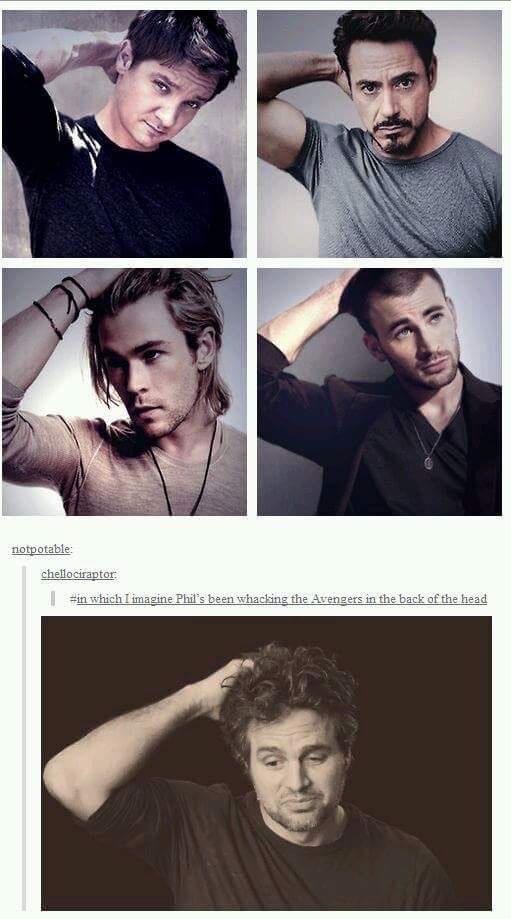 notpotable:
chellociraptor:
#in which I imagine Phil's been whacking the Avengers in the back of the head